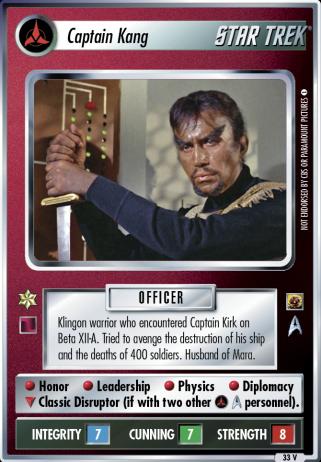 Captain Kang
STAR TREK
NOT ENDORSED BY CBS OR PARAMOUNT PICTURES
OFFICER
Klingon warrior who encountered Captain Kirk on
Beta XII-A. Tried to avenge the destruction of his ship
and the deaths of 400 soldiers. Husband of Mara.
Honor Leadership Physics Diplomacy
Classic Disruptor (if with two other personnel).
INTEGRITY 7 CUNNING 7 STRENGTH 8
33 V